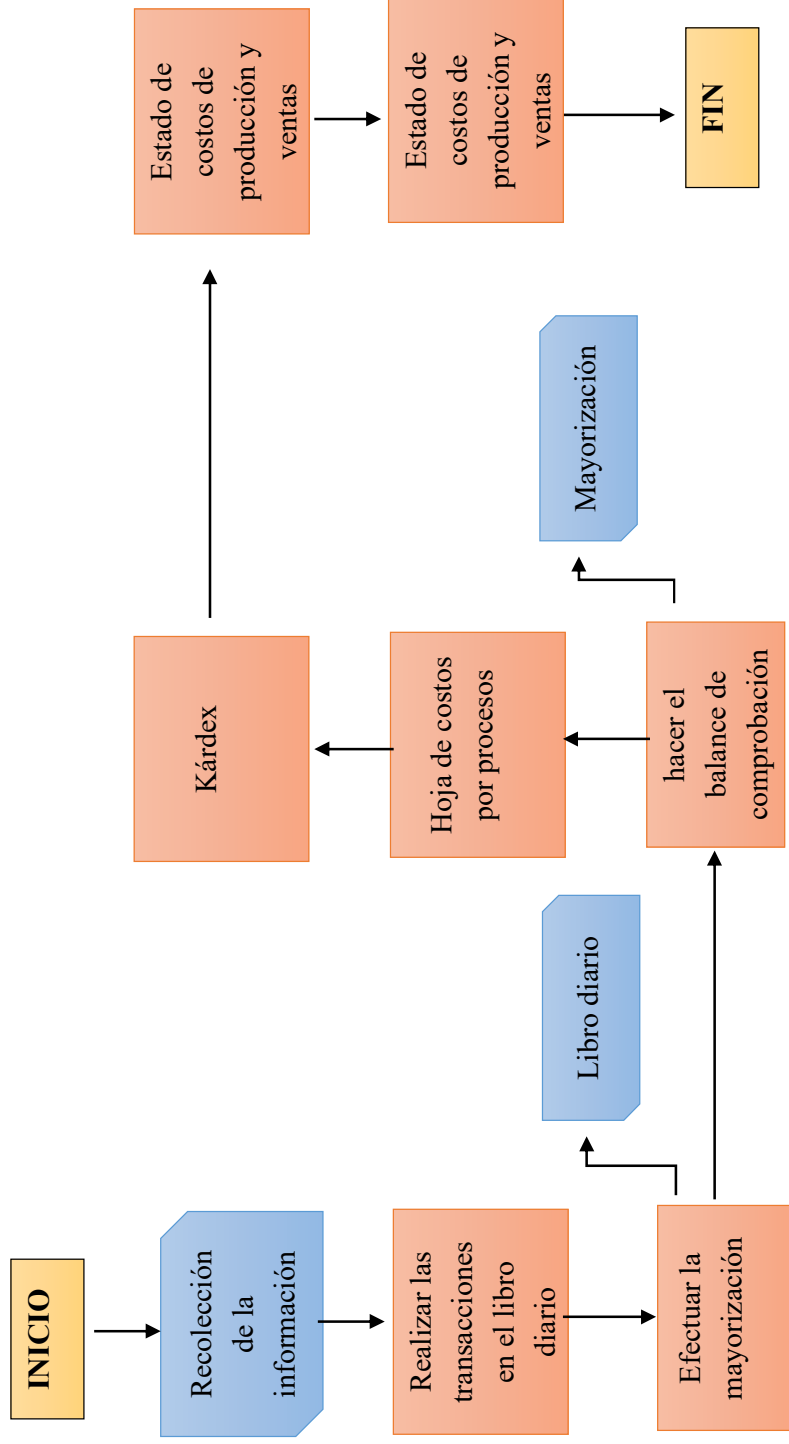 INICIO
Recolección
de la
información
Realizar las
transacciones
en el libro
diario
Efectuar la
mayorización
Libro diario
hacer el
balance de
comprobación
Mayorización
Hoja de costos
por procesos
Kárdex
Estado de
costos de
producción y
ventas
Estado de
costos de
producción y
ventas
FIN